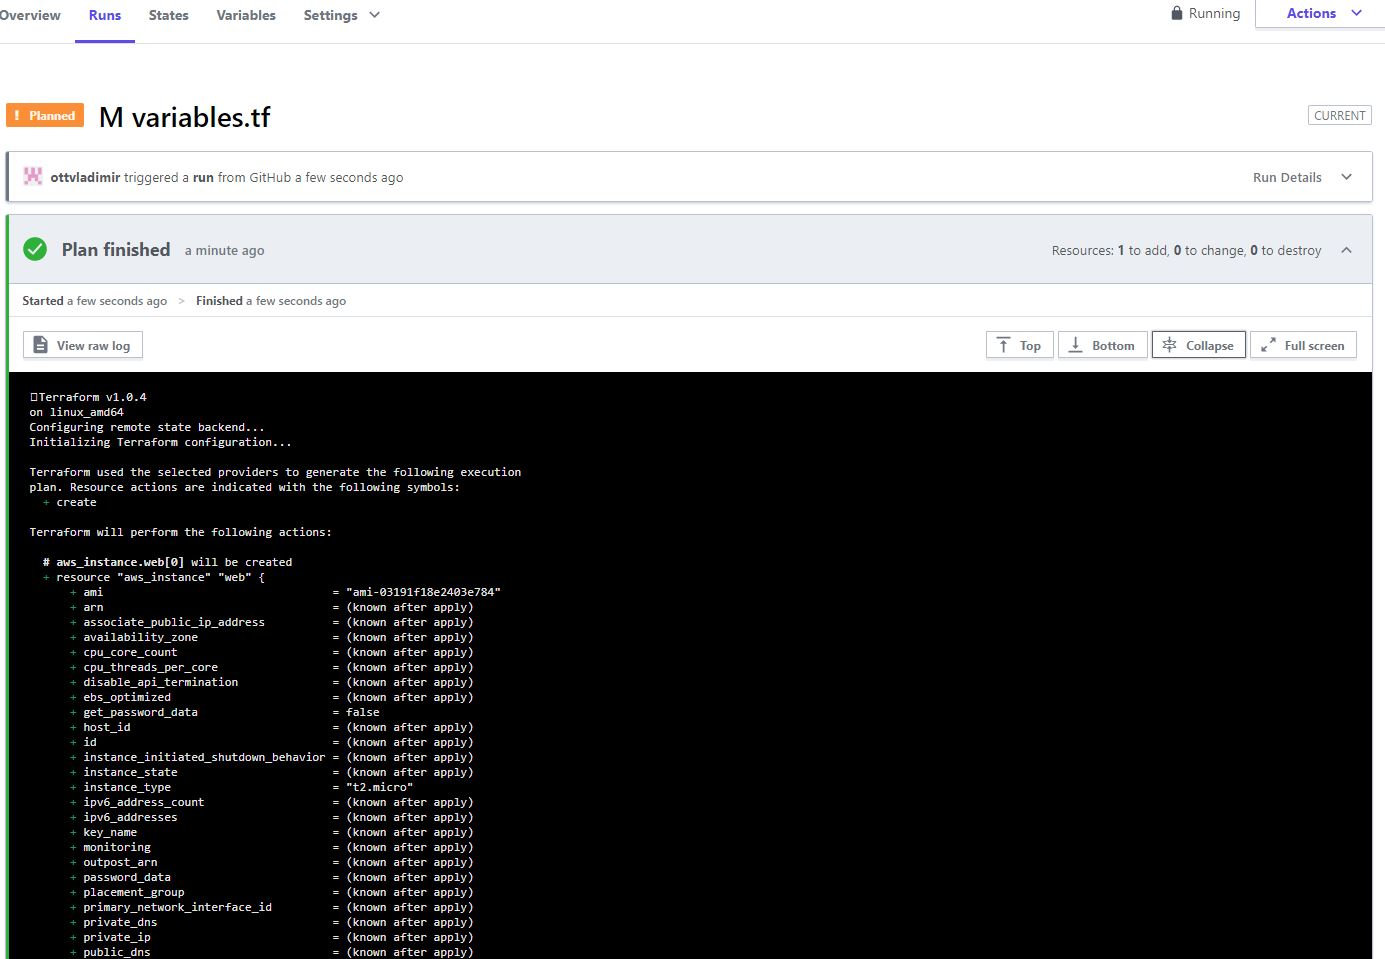 Overview Runs States Variables Settings Running Actions
! Planned M variables.tf CURRENT
ottvladimir triggered a run from GitHub a few seconds ago Run Details
Plan finished a minute ago Resources: 1 to add, 0 to change, 0 to destroy
Started a few seconds ago > Finished a few seconds ago
View raw log Top Bottom Collapse Full screen
Terraform v1.0.4
on linux_amd64
Configuring remote state backend...
Initializing Terraform configuration...
Terraform used the selected providers to generate the following execution
plan. Resource actions are indicated with the following symbols:
+ create
Terraform will perform the following actions:
# aws_instance.web[0] will be created
+ resource "aws_instance" "web" {
+ ami = "ami-03191f18e2403e784"
+ arn = (known after apply)
+ associate_public_ip_address = (known after apply)
+ availability_zone = (known after apply)
+ cpu_core_count = (known after apply)
+ cpu_threads_per_core = (known after apply)
+ disable_api_termination = (known after apply)
+ ebs_optimized = (known after apply)
+ get_password_data = false
+ host_id = (known after apply)
+ id = (known after apply)
+ instance_initiated_shutdown_behavior = (known after apply)
+ instance_state = (known after apply)
+ instance_type = "t2.micro"
+ ipv6_address_count = (known after apply)
+ ipv6_addresses = (known after apply)
+ key_name = (known after apply)
+ monitoring = (known after apply)
+ outpost_arn = (known after apply)
+ password_data = (known after apply)
+ placement_group = (known after apply)
+ primary_network_interface_id = (known after apply)
+ private_dns = (known after apply)
+ private_ip = (known after apply)
+ public_dns = (known after apply)